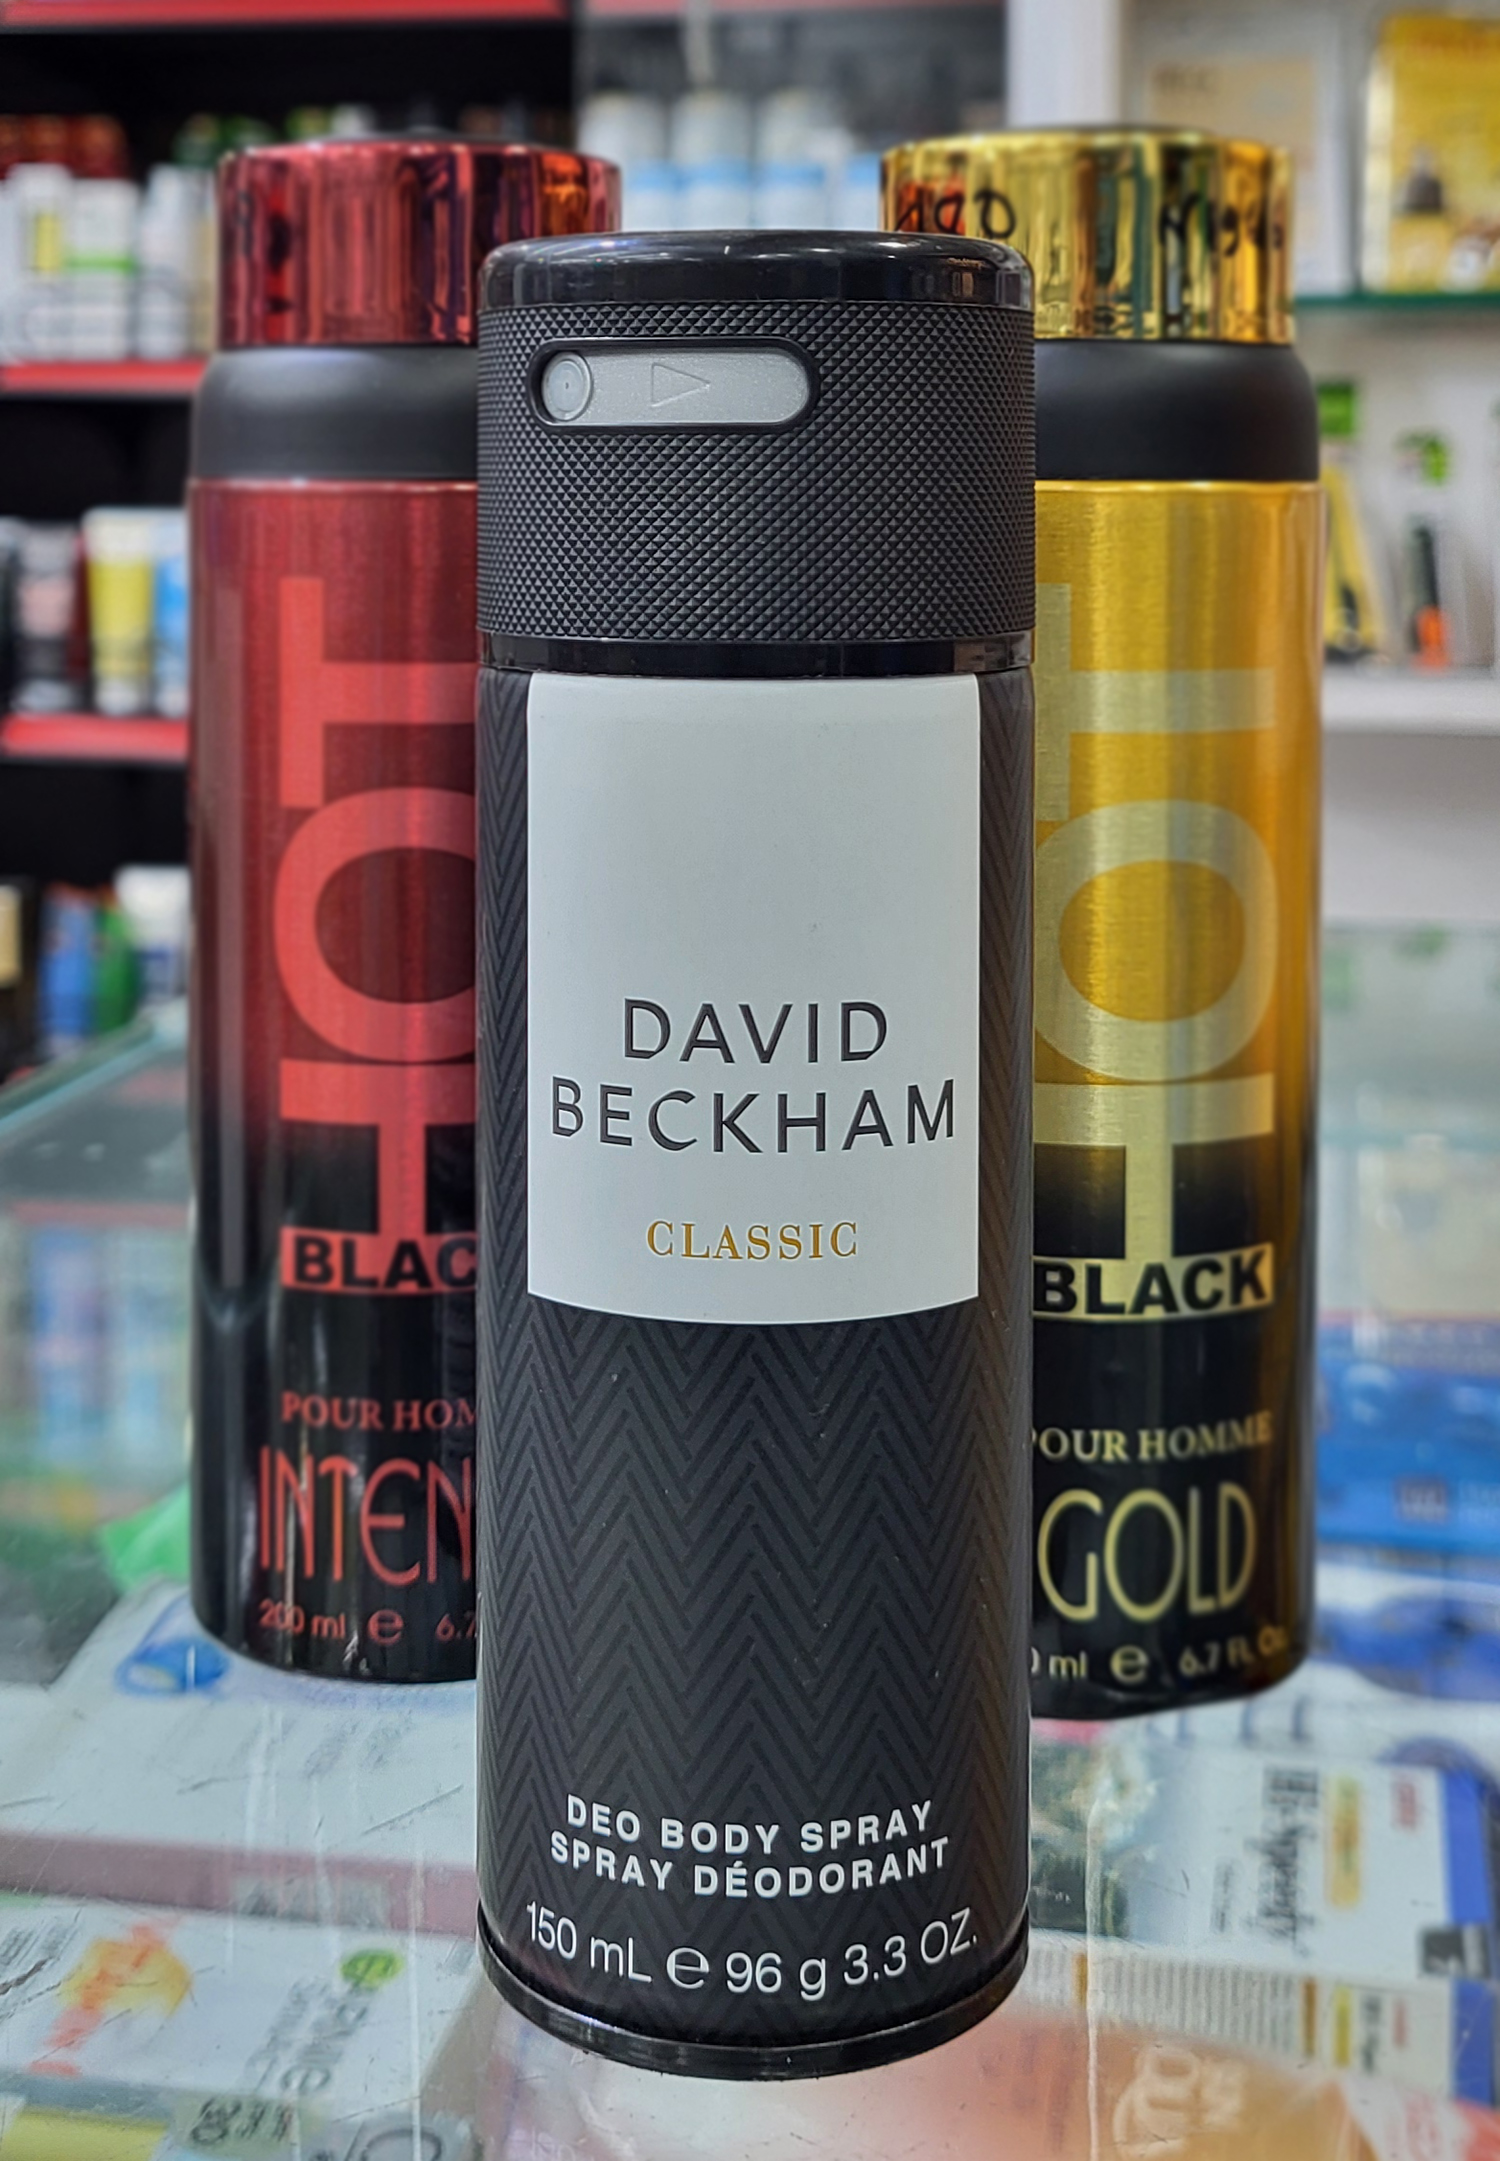 DAVID
BECKHAM
CLASSIC
DEO BODY SPRAY
SPRAY DÉODORANT
150 mL ℮ 96 g 3.3 OZ.
HOT
BLAC
POUR HOM
INTEN
200 ml ℮ 6.7
HOT
BLACK
POUR HOMME
GOLD
0 ml ℮ 6.7 Fl. Oz